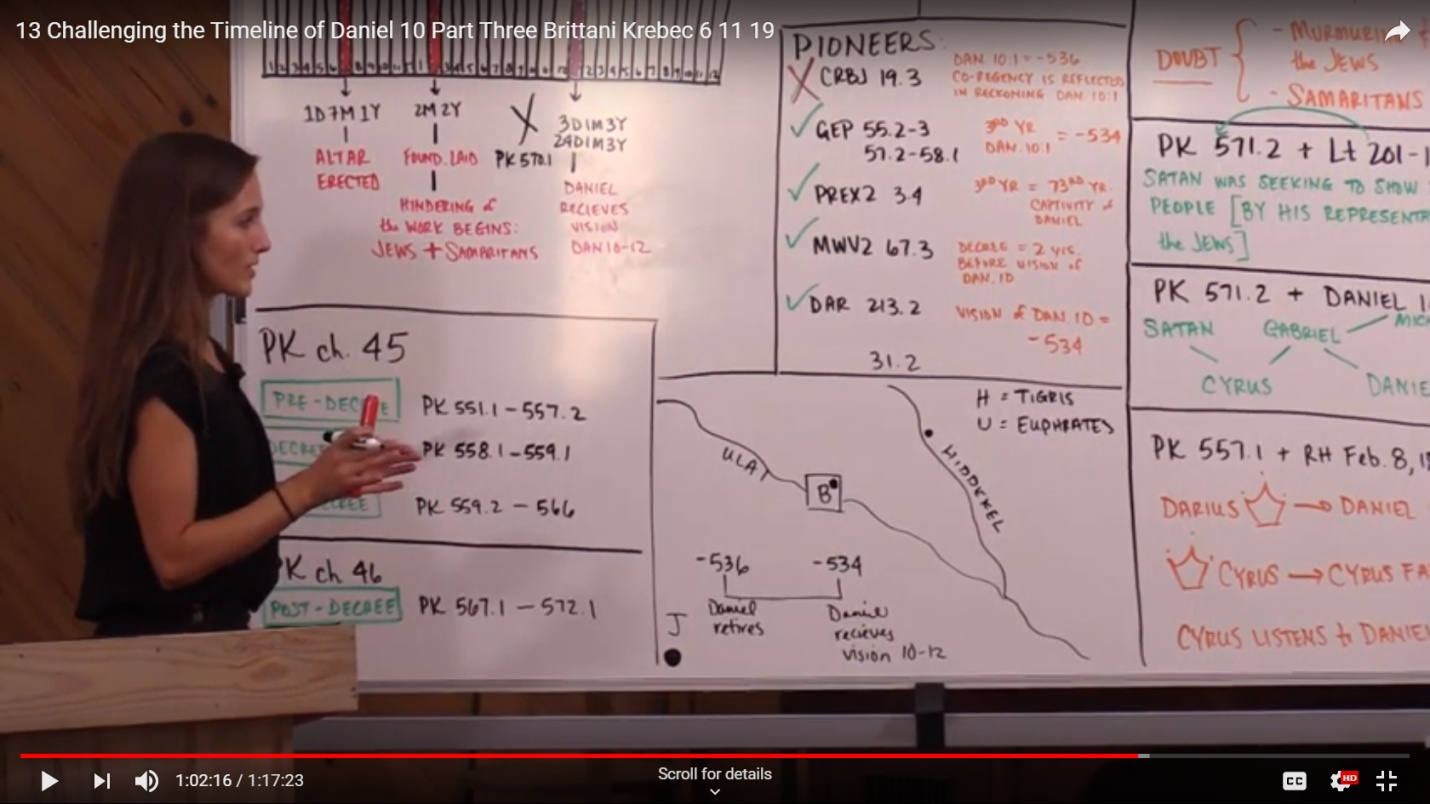 13 Challenging the Timeline of Daniel 10 Part Three Brittani Krebec 6 11 19
1D7M1Y
ALTAR
ERECTED
2M2Y
FOUND. LAID
HINDERING of
the WORK BEGINS:
JEWS + SAMARITANS
PK 570.1
3D1M3Y
24D1M3Y
DANIEL
RECIEVES
VISION
DAN 10-12
PIONEERS:
CRBJ 19.3
DAN. 10:1 = -536
CO-REGENCY IS REFLECTED
IN RECKONING DAN 10:1
GEP 55.2-3
57.2-58.1
3RD YR
DAN. 10:1 = -534
PREX2 3.4
3RD YR = 73RD YR.
CAPTIVITY of
DANIEL
MWV2 67.3
DECREE = 2 YRS.
BEFORE VISION of
DAN. 10
DAR 213.2
VISION of DAN. 10 =
-534
31.2
DOUBT
- MURMURING
the JEWS
- SAMARITANS
PK 571.2 + Lt 201-1
SATAN WAS SEEKING TO SHOW
PEOPLE [BY HIS
the JEWS]
PK 571.2 + DANIEL
SATAN GABRIEL
CYRUS
PK 557.1 + RH Feb. 8,
DARIUS → DANIEL
CYRUS → CYRUS
CYRUS LISTENS to
PK ch. 45
PRE-DECREE PK 551.1 - 557.2
PK 558.1 - 559.1
PK 559.2 - 566
PK ch 46
POST-DECREE PK 567.1 - 572.1
ULAI
B
HIDDEKEL
H = TIGRIS
U = EUPHRATES
-536
Daniel
retires
-534
Daniel
recieves
vision 10-12
J
1:02:16 / 1:17:23
Scroll for details
CC
HD